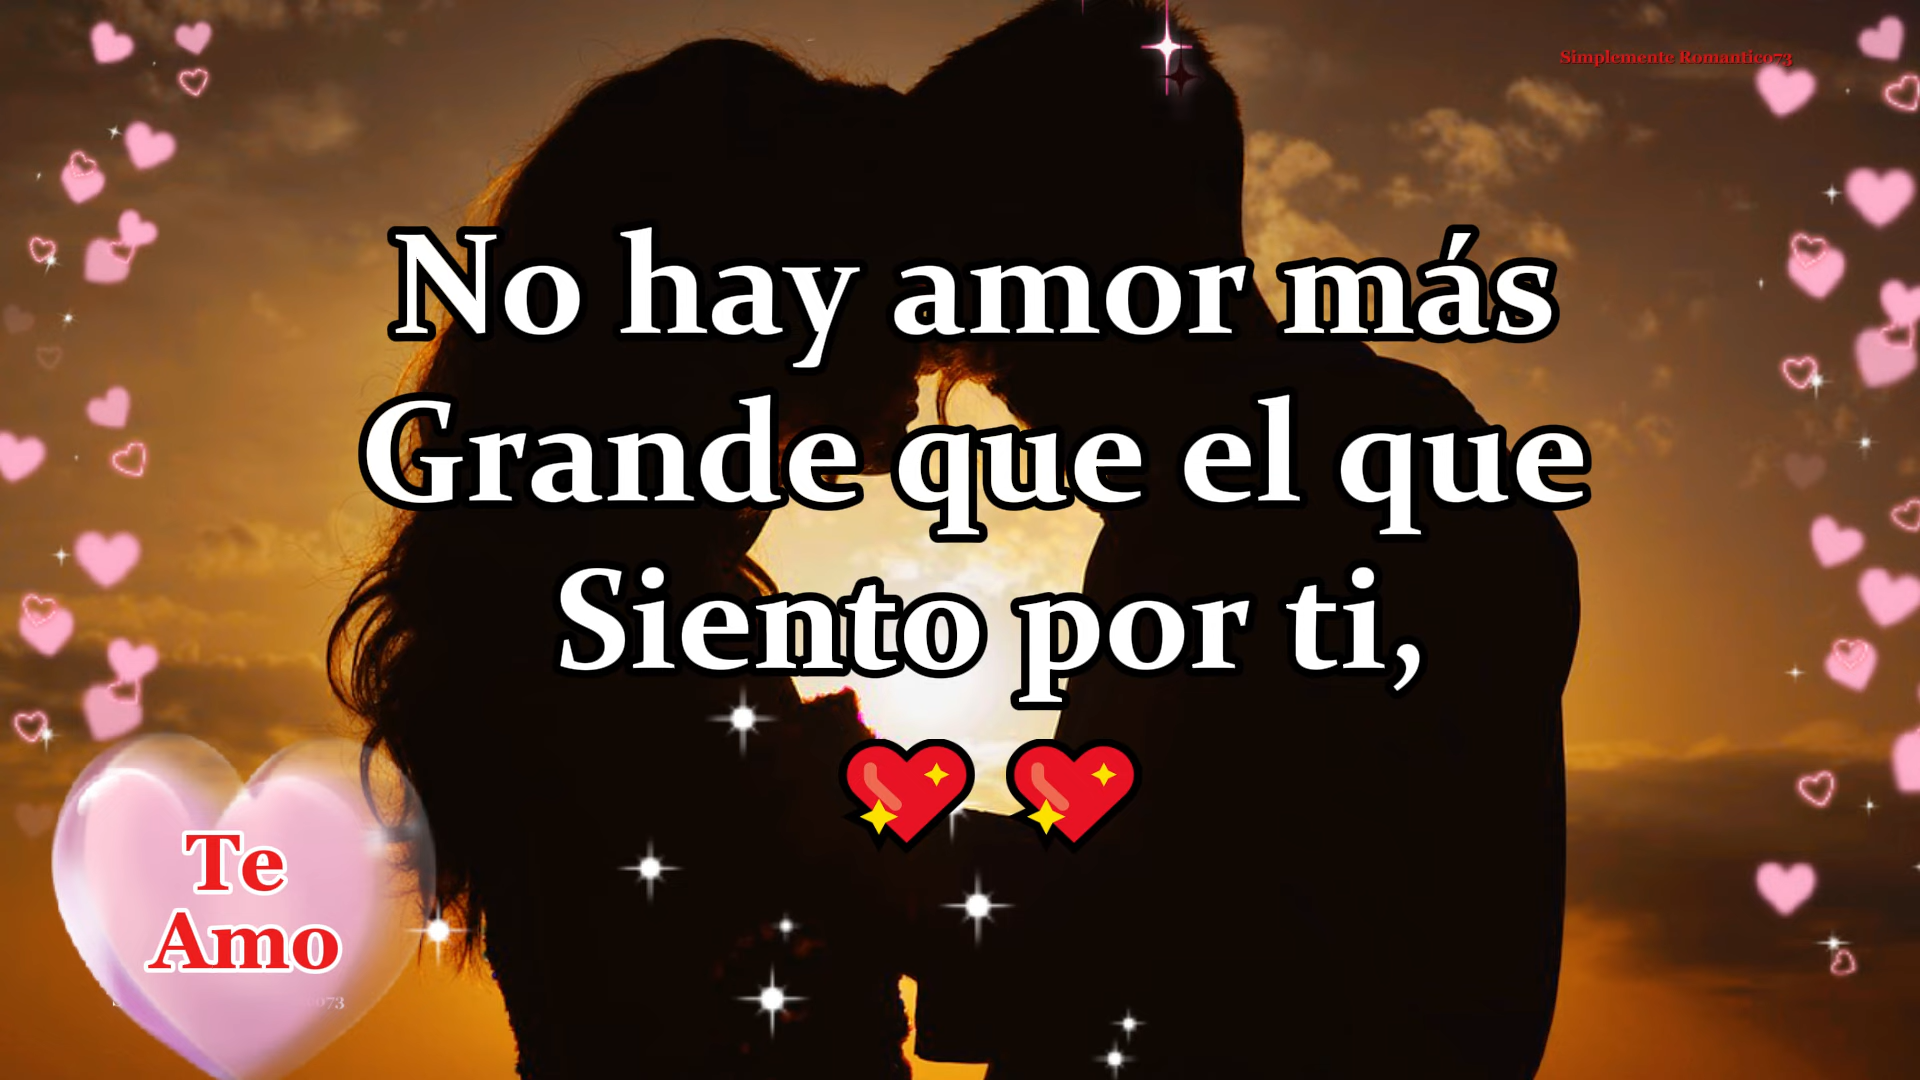 Simplemente Romantico73
No hay amor más
Grande que el que
Siento por ti,
💖 💖
Te
Amo